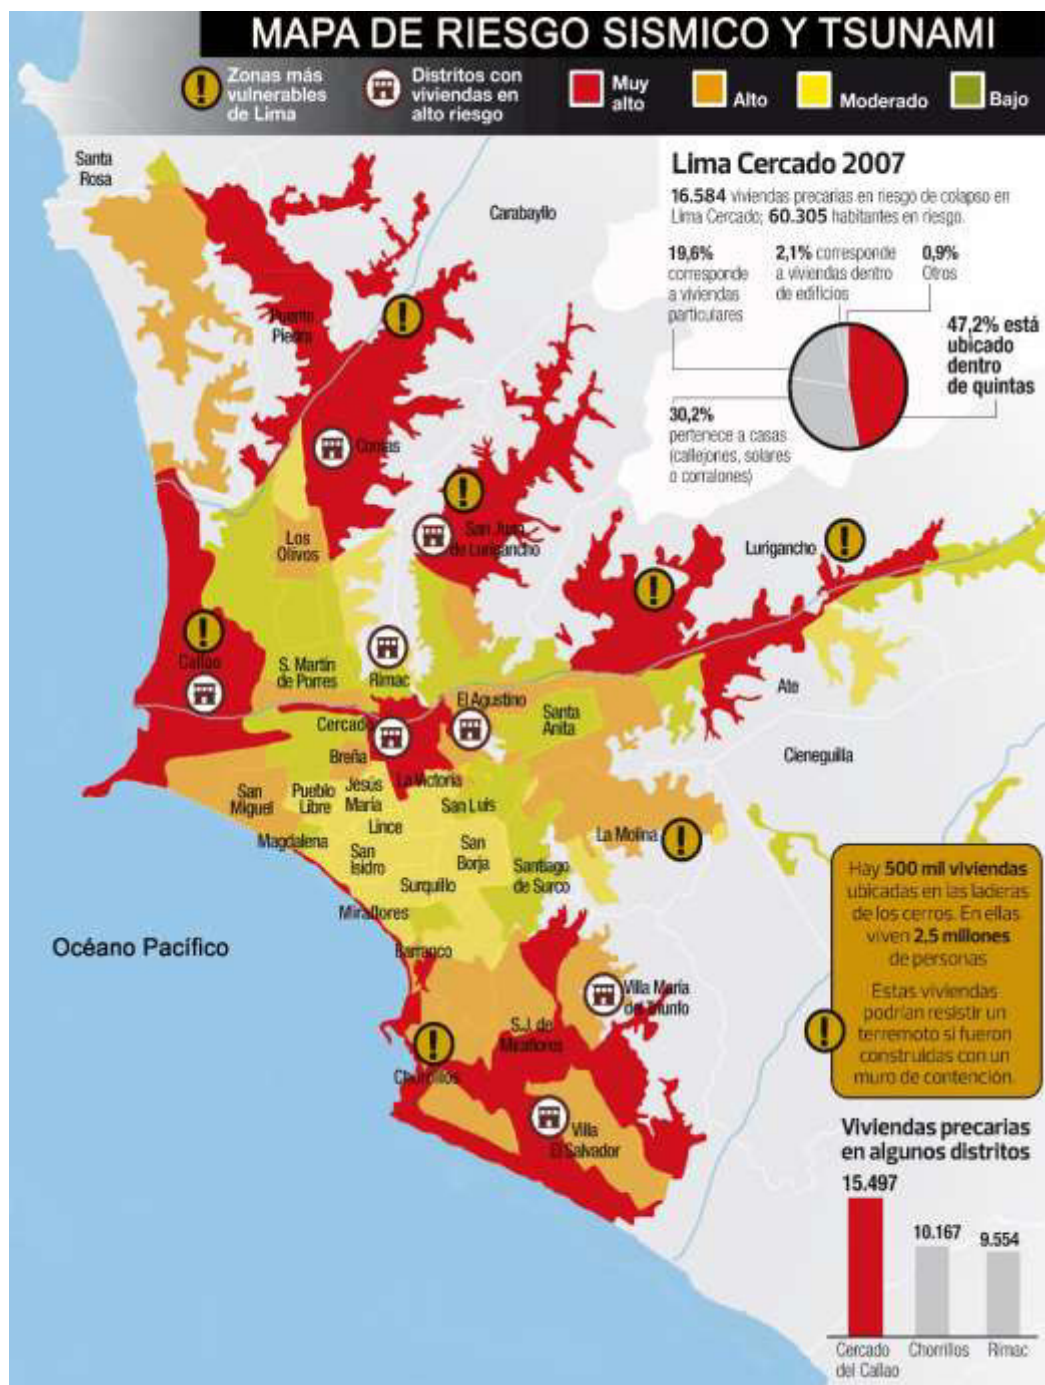 MAPA DE RIESGO SISMICO Y TSUNAMI
Zonas más
vulnerables
de Lima
Distritos con
viviendas en
alto riesgo
Muy
alto
Alto
Moderado
Bajo
Lima Cercado 2007
16.584 viviendas precarias en riesgo de colapso en
Lima Cercado; 60.305 habitantes en riesgo.
19,6%
corresponde
a viviendas
particulares
2,1% corresponde
a viviendas dentro
de edificios
0,9%
Otros
47,2% está
ubicado
dentro
de quintas
30,2%
pertenece a casas
(callejones, solares
o corralones)
Santa
Rosa
Carabayllo
Puente
Piedra
Comas
Los
Olivos
San Juan
de Lurigancho
Lurigancho
Callao
S. Martín
de Porres
Rímac
Ate
El Agustino
Santa
Anita
Cercado
Breña
Cieneguilla
San
Miguel
Pueblo
Libre
Jesús
María
La Victoria
San Luis
Lince
Magdalena
La Molina
San
Isidro
San
Borja
Santiago
de Surco
Surquillo
Miraflores
Barranco
Océano Pacífico
Villa María
del Triunfo
S.J. de
Miraflores
Chorrillos
Villa
El Salvador
Hay 500 mil viviendas
ubicadas en las laderas
de los cerros. En ellas
viven 2,5 millones
de personas
Estas viviendas
podrían resistir un
terremoto si fueron
construidas con un
muro de contención.
Viviendas precarias
en algunos distritos
15.497
10.167
9.554
Cercado
del Callao
Chorrillos
Rímac